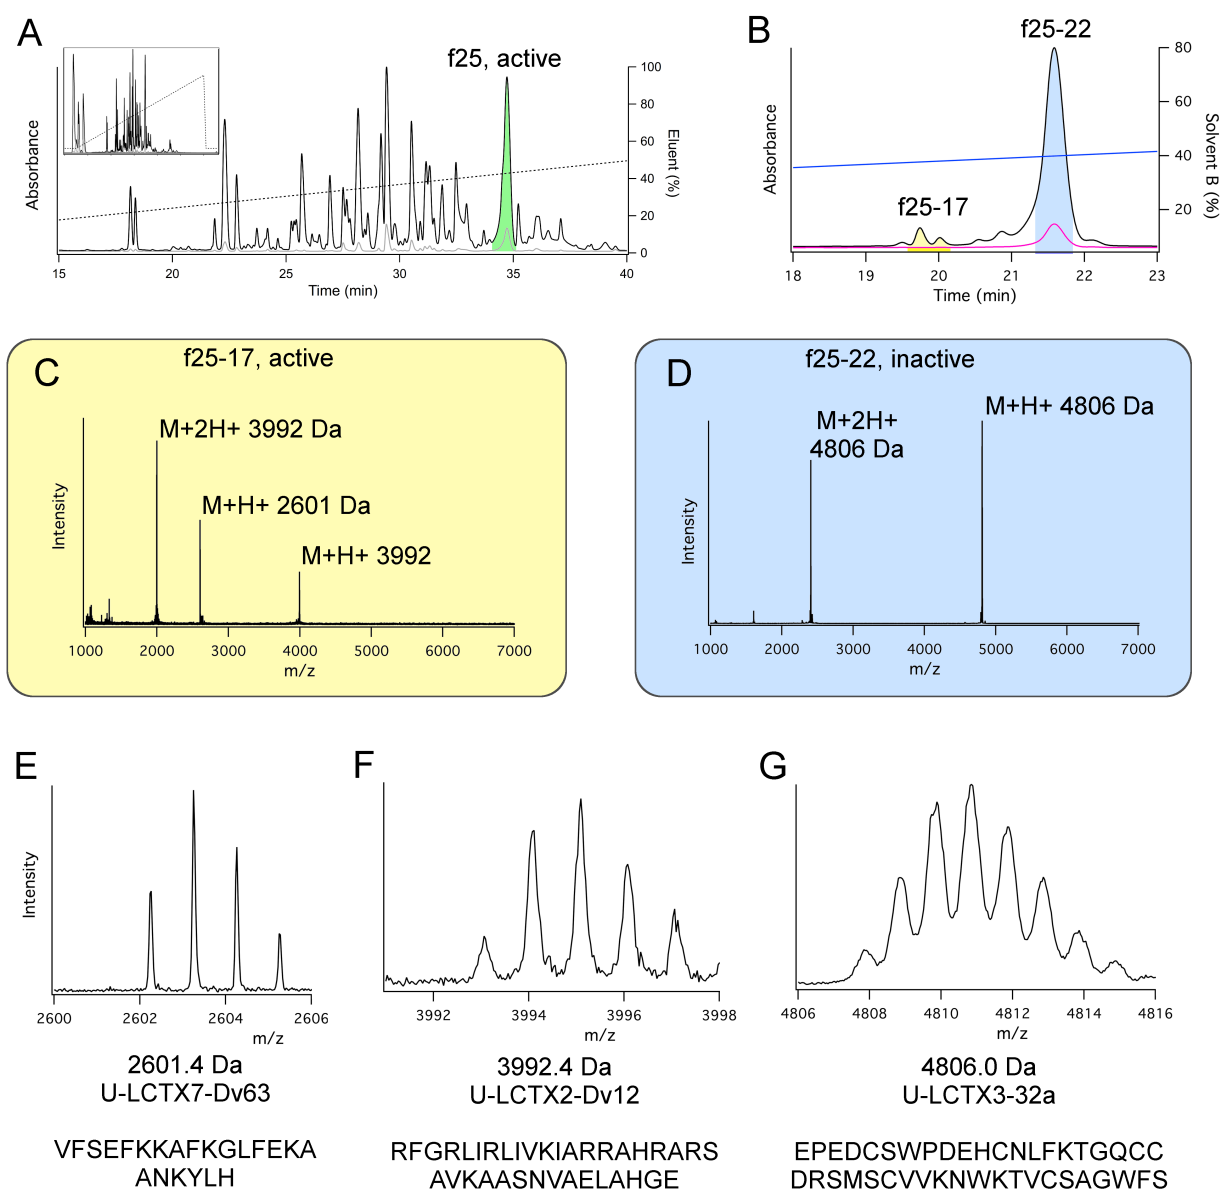 A
f25, active
Absorbance
100
80
60
40
20
0
Eluent (%)
15
20
25
30
35
40
Time (min)
B
f25-22
f25-17
Absorbance
80
60
40
20
Solvent B (%)
18
19
20
21
22
23
Time (min)
C
f25-17, active
M+2H+ 3992 Da
M+H+ 2601 Da
M+H+ 3992
Intensity
1000
2000
3000
4000
5000
6000
7000
m/z
D
f25-22, inactive
M+2H+
4806 Da
M+H+ 4806 Da
Intensity
1000
2000
3000
4000
5000
6000
7000
m/z
E
Intensity
2600
2602
2604
2606
m/z
2601.4 Da
U-LCTX7-Dv63
VFSEFKKAFKGLFEKA
ANKYLH
F
3992
3994
3996
3998
m/z
3992.4 Da
U-LCTX2-Dv12
RFGRLIRLIVKIARRAHRARS
AVKAASNVAELAHGE
G
4806
4808
4810
4812
4814
4816
m/z
4806.0 Da
U-LCTX3-32a
EPEDCSWPDEHCNLFKTGQCC
DRSMSCVVKNWKTVCSAGWFS